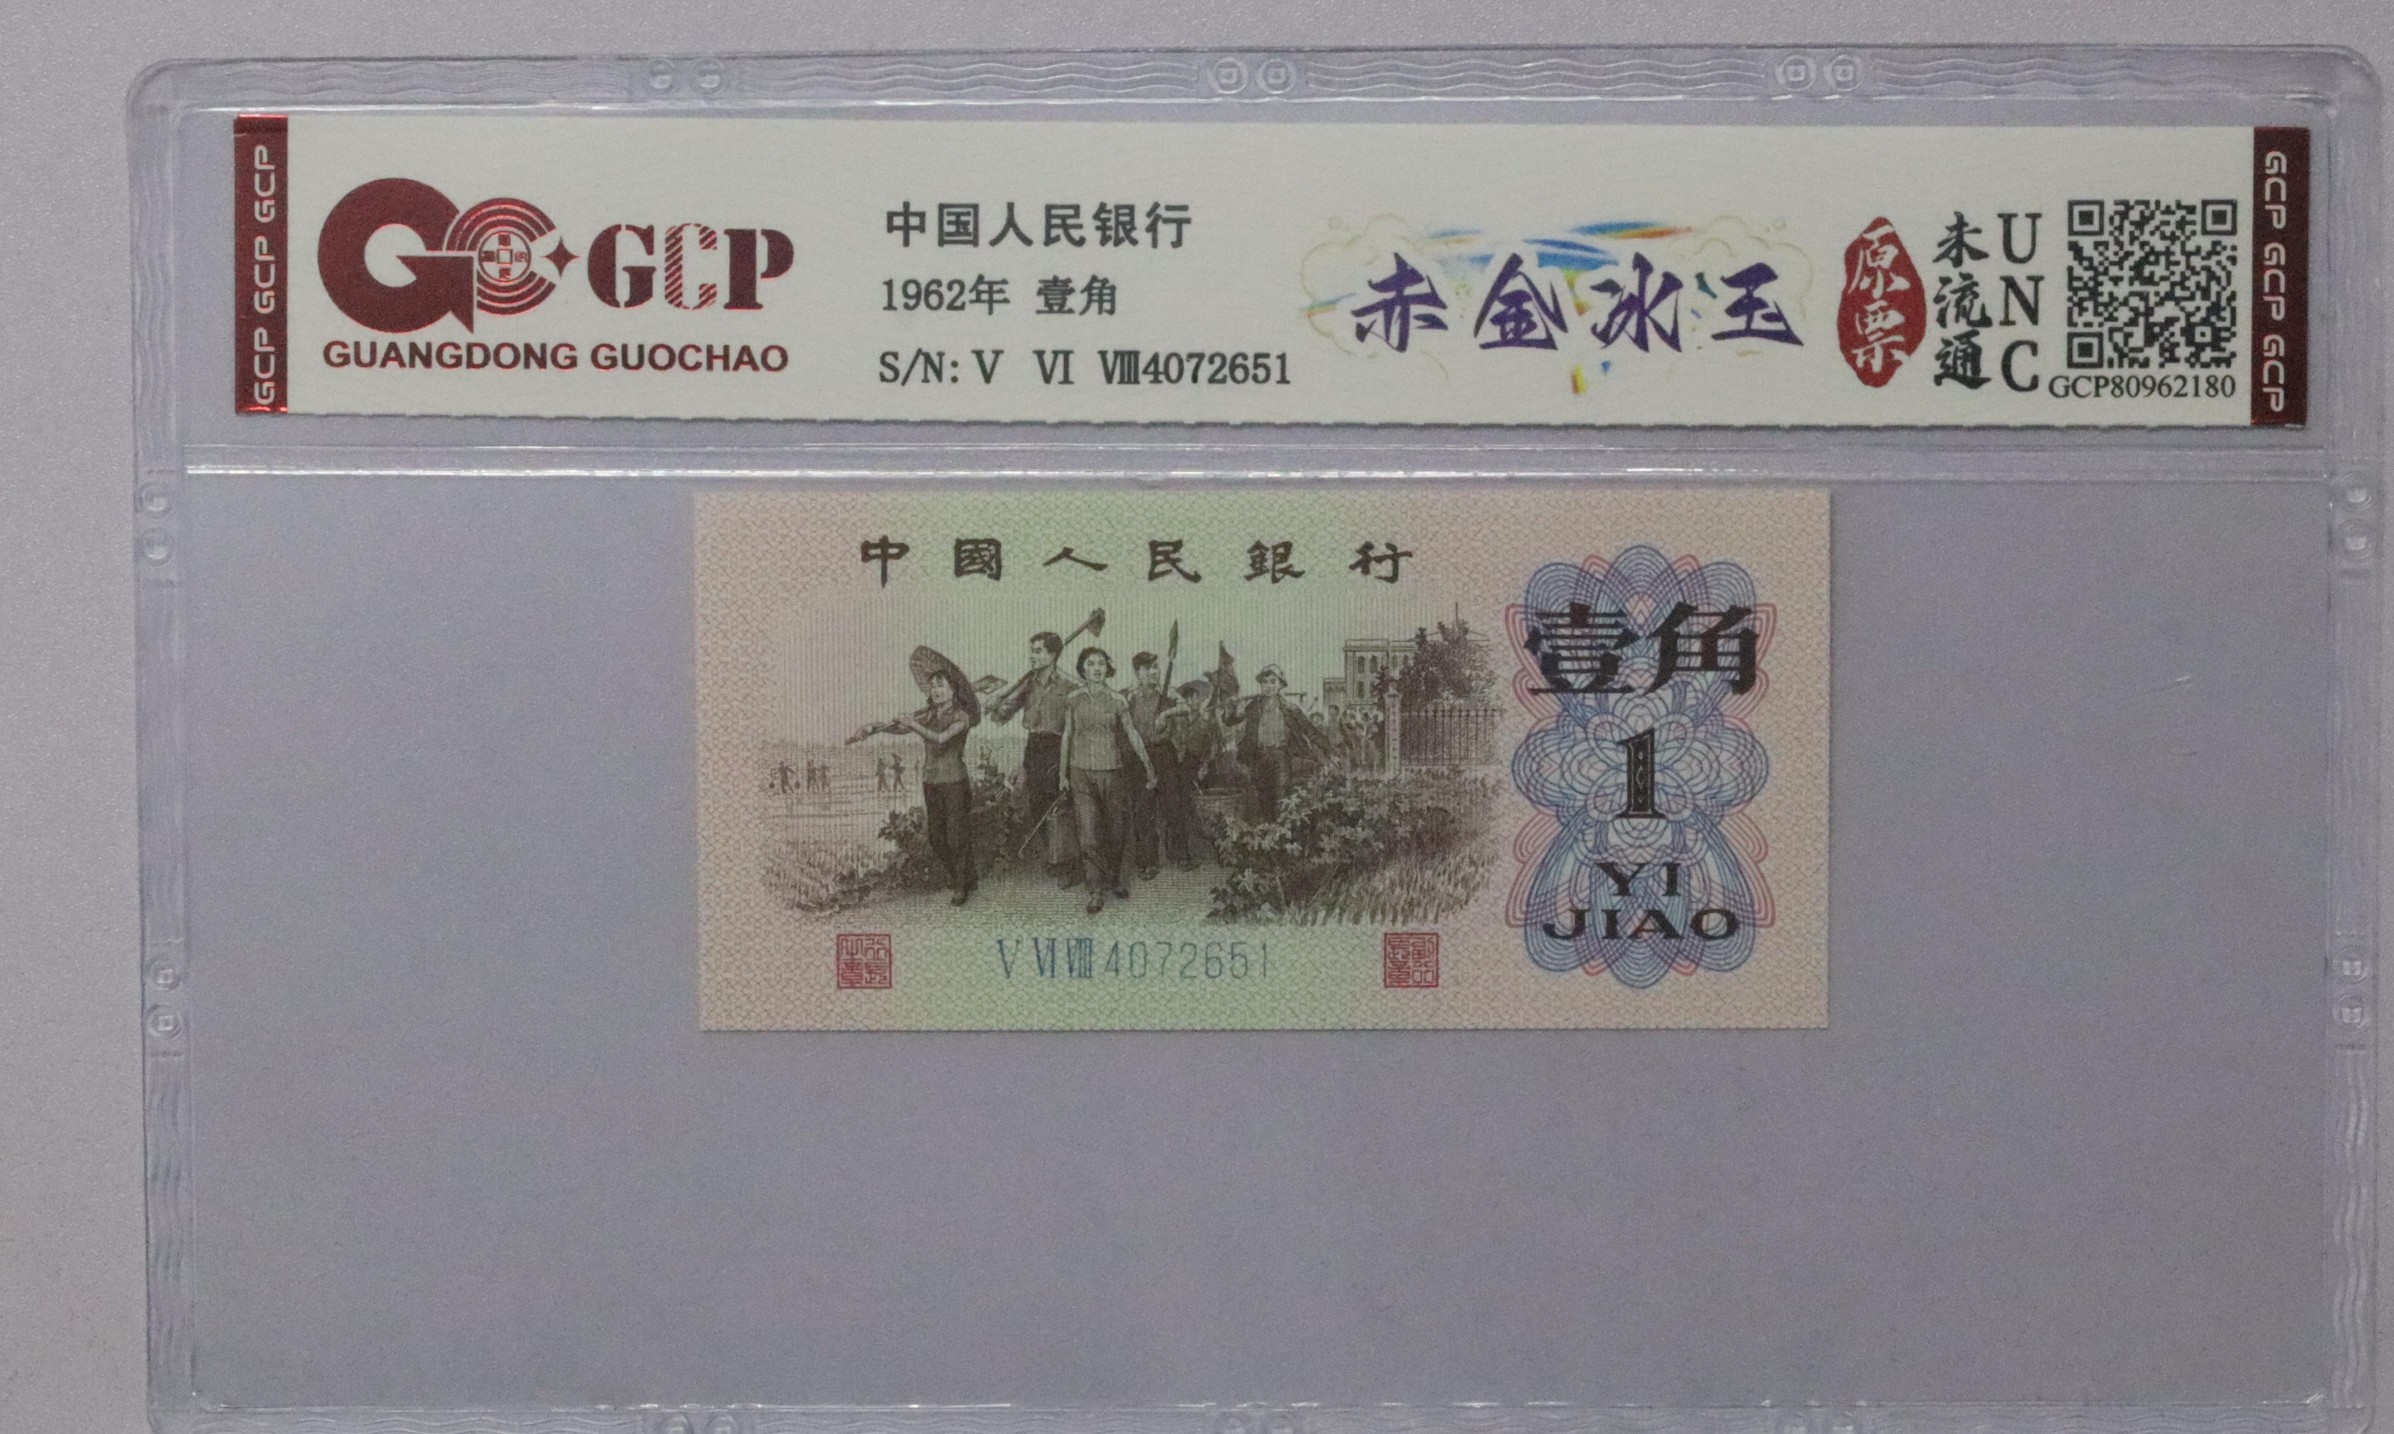 GCP GCP GCP
GCP
GUANGDONG GUOCHAO
中国人民银行
1962年 壹角
S/N: Ⅴ Ⅵ Ⅷ4072651
赤金冰玉
原票
未流通
UNC
GCP80962180
GCP GCP GCP
中國人民銀行
壹角
1
YI
JIAO
Ⅴ Ⅵ Ⅷ 4072651